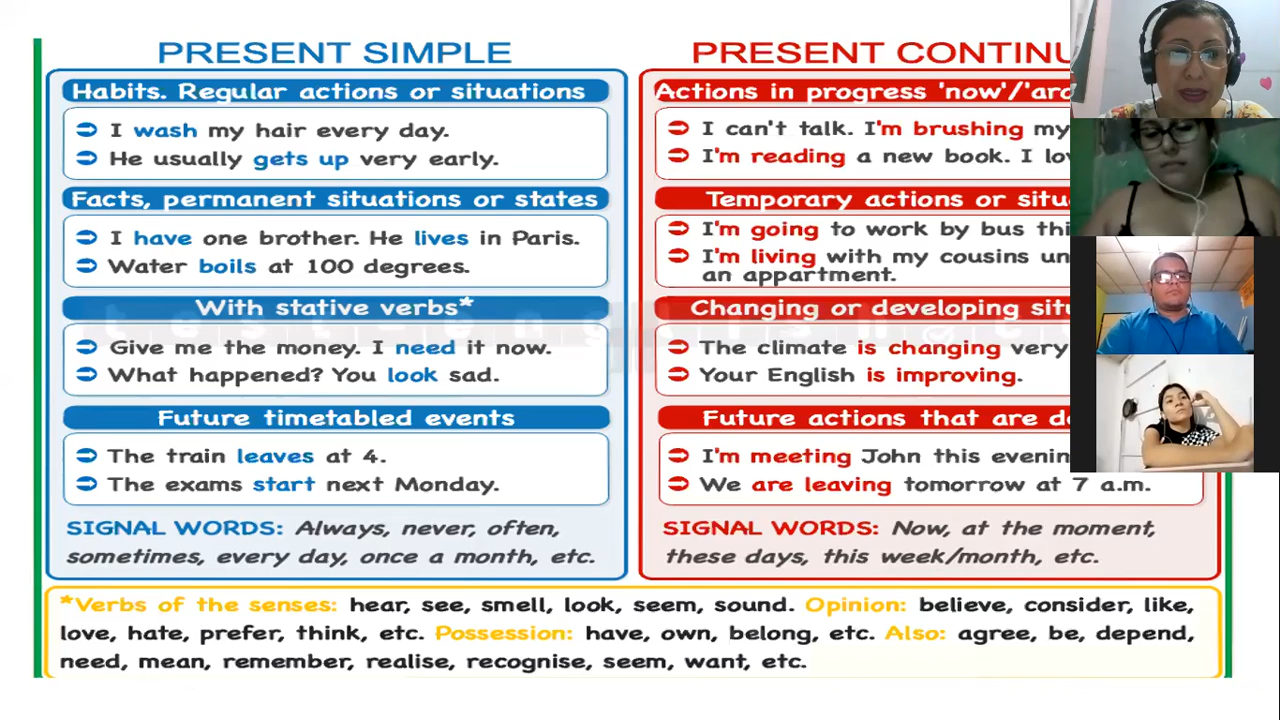 PRESENT SIMPLE
Habits. Regular actions or situations
I wash my hair every day.
He usually gets up very early.
Facts, permanent situations or states
I have one brother. He lives in Paris.
Water boils at 100 degrees.
With stative verbs*
Give me the money. I need it now.
What happened? You look sad.
Future timetabled events
The train leaves at 4.
The exams start next Monday.
SIGNAL WORDS: Always, never, often,
sometimes, every day, once a month, etc.
PRESENT CONTINU
Actions in progress 'now'/'aro
I can't talk. I'm brushing my
I'm reading a new book. I lov
Temporary actions or situ
I'm going to work by bus thi
I'm living with my cousins un
an appartment.
Changing or developing situ
The climate is changing very
Your English is improving.
Future actions that are de
I'm meeting John this evenin
We are leaving tomorrow at 7 a.m.
SIGNAL WORDS: Now, at the moment,
these days, this week/month, etc.
*Verbs of the senses: hear, see, smell, look, seem, sound. Opinion: believe, consider, like,
love, hate, prefer, think, etc. Possession: have, own, belong, etc. Also: agree, be, depend,
need, mean, remember, realise, recognise, seem, want, etc.